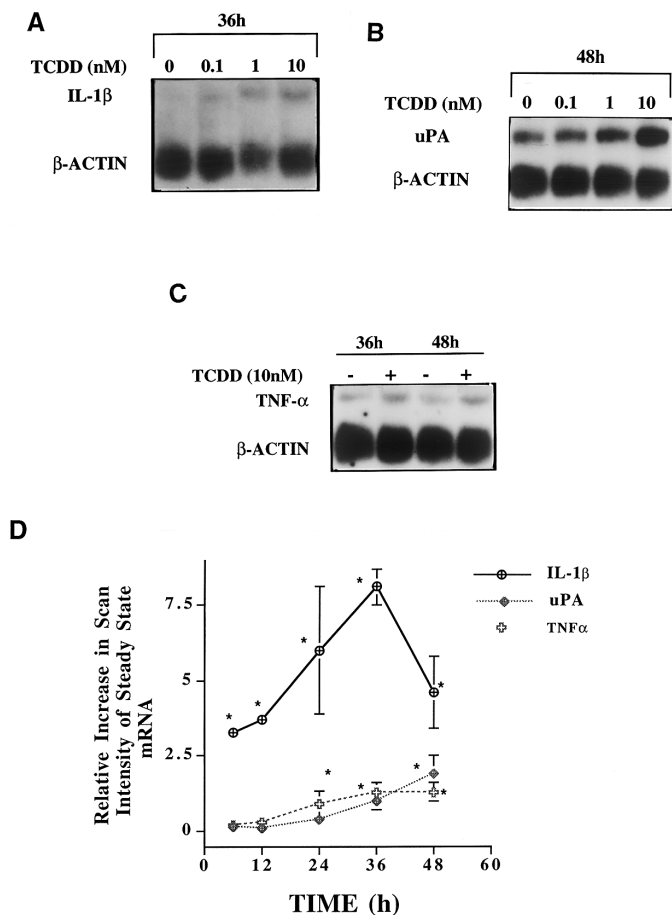 A
36h
TCDD (nM) 0 0.1 1 10
IL-1β
β-ACTIN
B
48h
TCDD (nM) 0 0.1 1 10
uPA
β-ACTIN
C
36h 48h
TCDD (10nM) - + - +
TNF-α
β-ACTIN
D
Relative Increase in Scan
Intensity of Steady State
mRNA
7.5
5
2.5
0
0 12 24 36 48 60
TIME (h)
* * * * *
* * * * *
IL-1β
uPA
TNFα